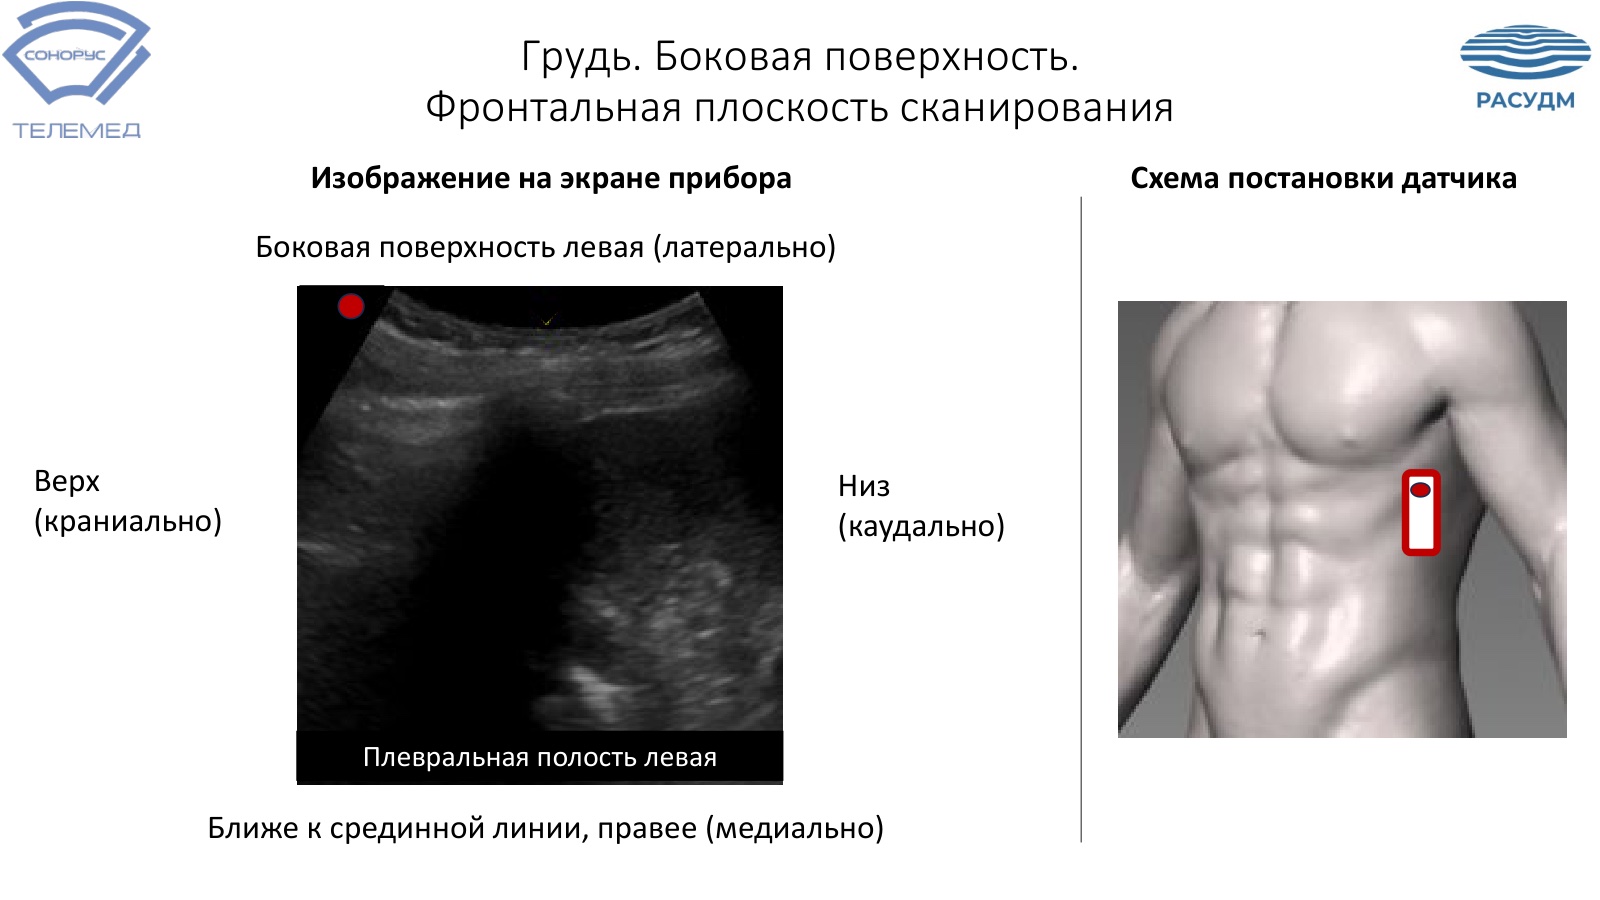 СОНОРУС
ТЕЛЕМЕД
Грудь. Боковая поверхность.
Фронтальная плоскость сканирования
РАСУДМ
Изображение на экране прибора
Схема постановки датчика
Боковая поверхность левая (латерально)
Верх
(краниально)
Низ
(каудально)
Плевральная полость левая
Ближе к срединной линии, правее (медиально)